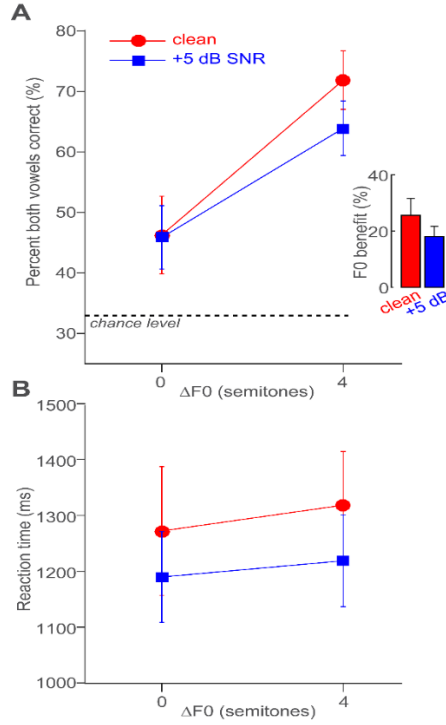 A
80
70
60
50
40
30
Percent both vowels correct (%)
clean
+5 dB SNR
chance level
0
4
ΔF0 (semitones)
40
20
0
F0 benefit (%)
clean
+5 dB
B
1500
1400
1300
1200
1100
1000
Reaction time (ms)
0
4
ΔF0 (semitones)